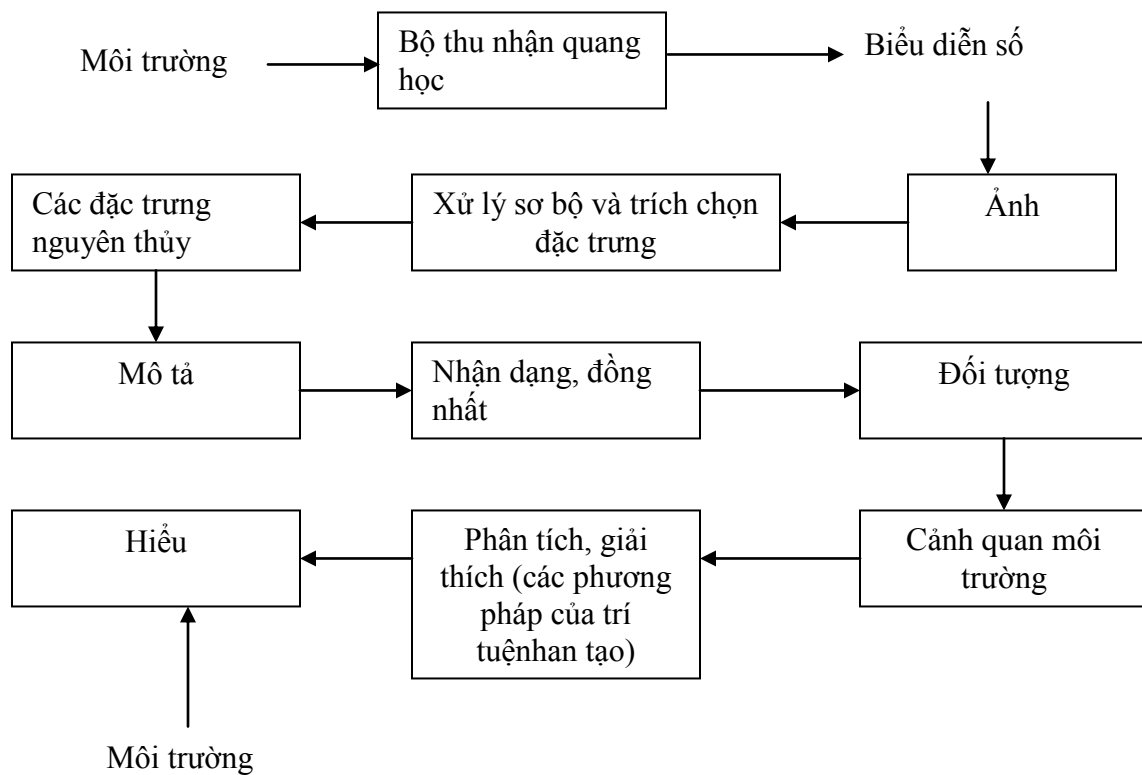 Môi trường
Bộ thu nhận quang
học
Biểu diễn số
Ảnh
Xử lý sơ bộ và trích chọn
đặc trưng
Các đặc trưng
nguyên thủy
Mô tả
Nhận dạng, đồng
nhất
Đối tượng
Cảnh quan môi
trường
Phân tích, giải
thích (các phương
pháp của trí
tuệnhan tạo)
Hiểu
Môi trường